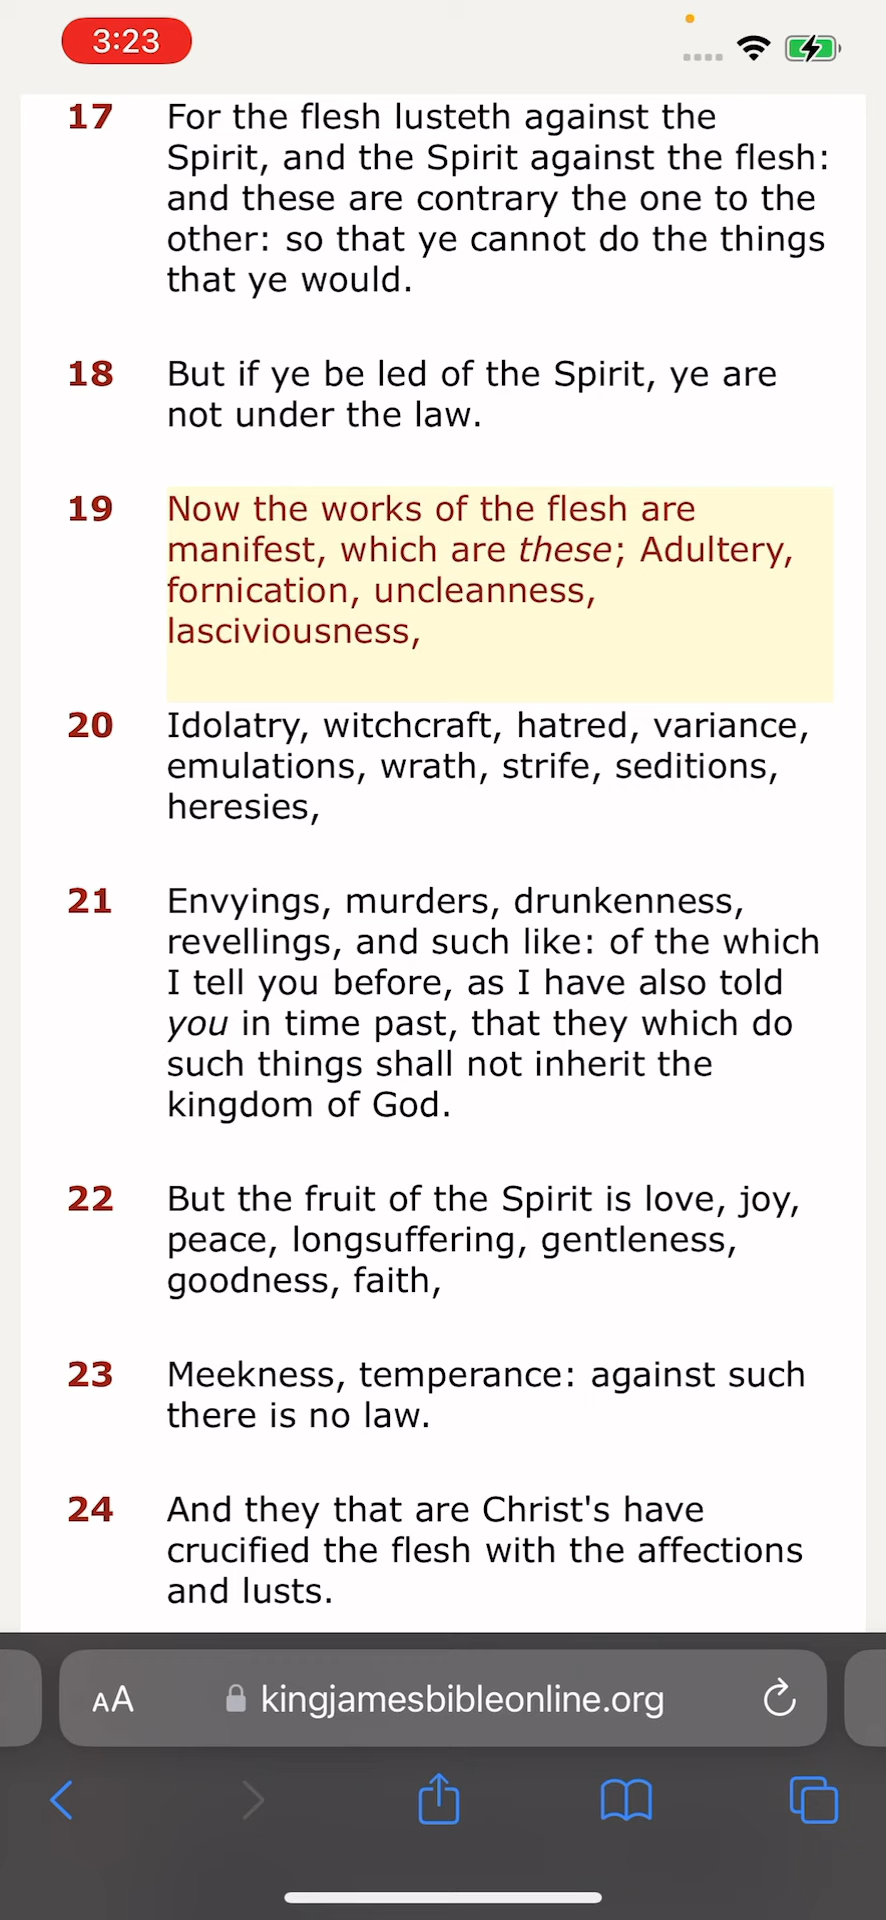 3:23
17 For the flesh lusteth against the
Spirit, and the Spirit against the flesh:
and these are contrary the one to the
other: so that ye cannot do the things
that ye would.
18 But if ye be led of the Spirit, ye are
not under the law.
19 Now the works of the flesh are
manifest, which are these; Adultery,
fornication, uncleanness,
lasciviousness,
20 Idolatry, witchcraft, hatred, variance,
emulations, wrath, strife, seditions,
heresies,
21 Envyings, murders, drunkenness,
revellings, and such like: of the which
I tell you before, as I have also told
you in time past, that they which do
such things shall not inherit the
kingdom of God.
22 But the fruit of the Spirit is love, joy,
peace, longsuffering, gentleness,
goodness, faith,
23 Meekness, temperance: against such
there is no law.
24 And they that are Christ's have
crucified the flesh with the affections
and lusts.
AA kingjamesbibleonline.org